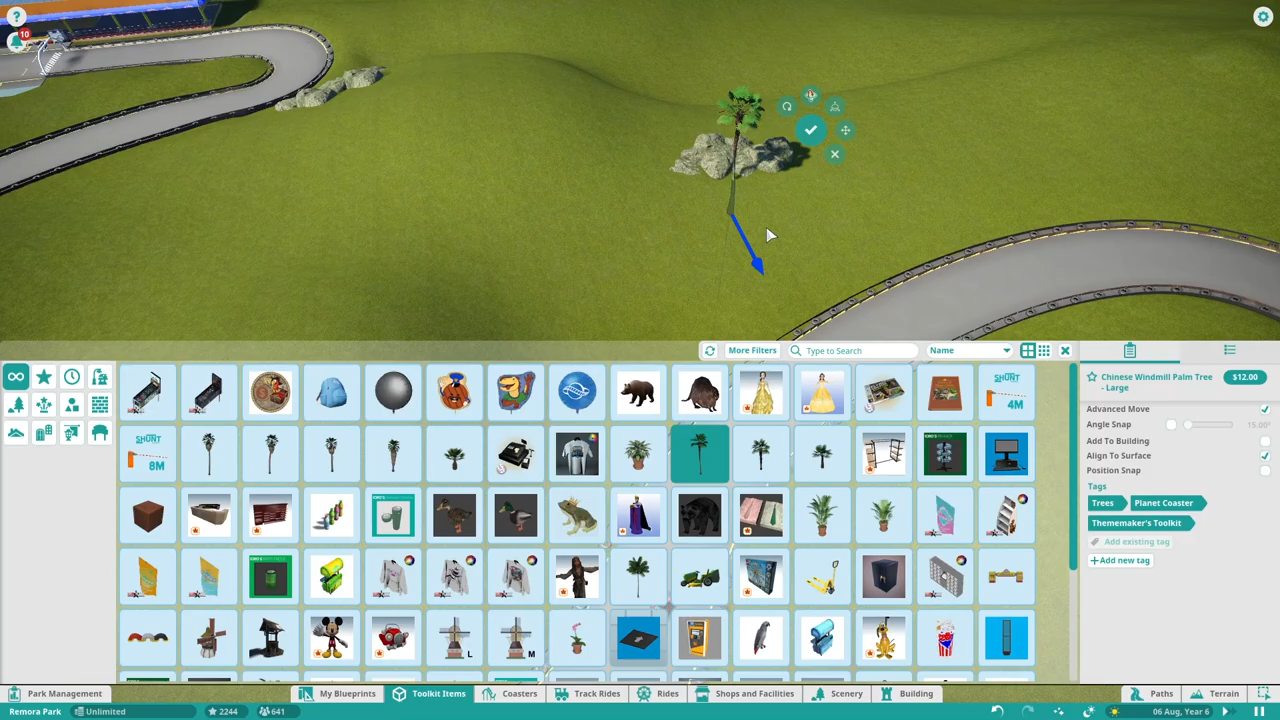 ?
10
More Filters
Type to Search
Name
Chinese Windmill Palm Tree
- Large
$12.00
Advanced Move
Angle Snap
15.00°
Add To Building
Align To Surface
Position Snap
Tags
Trees
Planet Coaster
Thememaker's Toolkit
Add existing tag
+Add new tag
SHUNT
4M
SHUNT
8M
L
M
Park Management
My Blueprints
Toolkit Items
Coasters
Track Rides
Rides
Shops and Facilities
Scenery
Building
Paths
Terrain
Remora Park
Unlimited
2244
641
06 Aug, Year 6